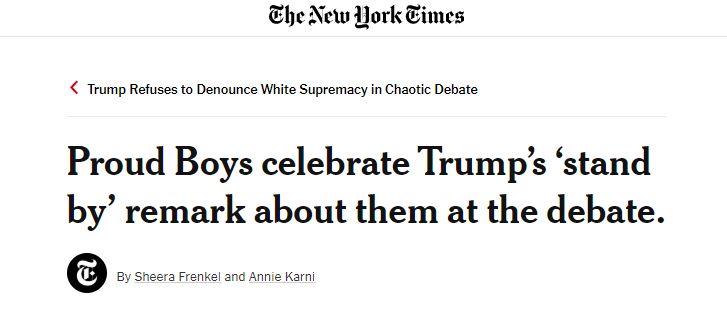 The New York Times
Trump Refuses to Denounce White Supremacy in Chaotic Debate
Proud Boys celebrate Trump's 'stand
by' remark about them at the debate.
T
By Sheera Frenkel and Annie Karni